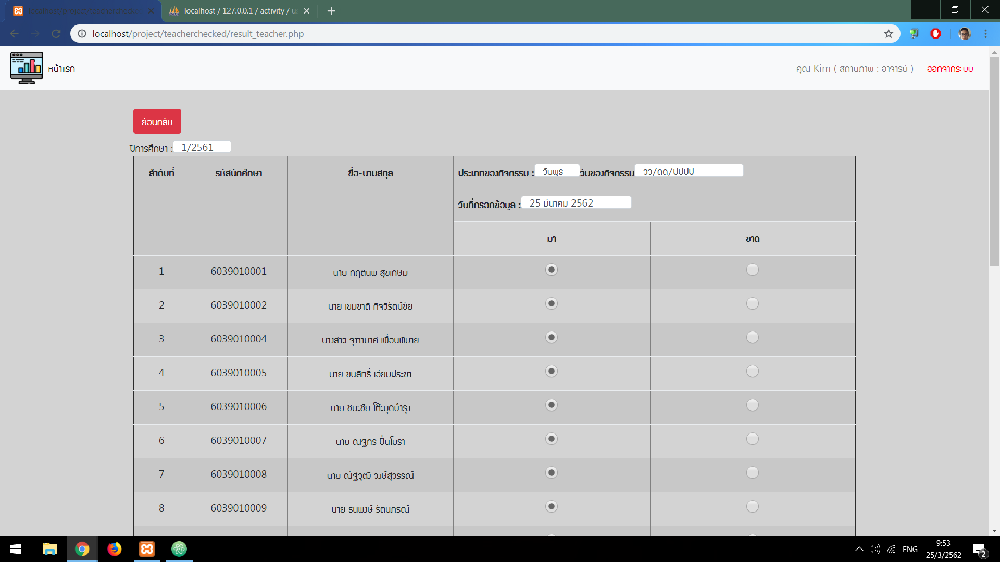 localhost/project/teacherchecke
localhost / 127.0.0.1 / activity / us
localhost/project/teacherchecked/result_teacher.php
หน้าแรก
คุณ Kim ( สถานภาพ : อาจารย์ )
ออกจากระบบ
ย้อนกลับ
ปีการศึกษา : 1/2561
ลำดับที่ รหัสนักศึกษา ชื่อ-นามสกุล ประเภทของกิจกรรม : วันพุธ วันของกิจกรรม วว/ดด/ปปปป
วันที่กรอกข้อมูล : 25 มีนาคม 2562
มา ขาด
1 6039010001 นาย กฤตนพ สุขเกษม
2 6039010002 นาย เขมชาติ กิจวิรัตน์ชัย
3 6039010004 นางสาว จุฑามาศ เพื่อนพิมาย
4 6039010005 นาย ชนสิทธิ์ เอี่ยมประชา
5 6039010006 นาย ชนะชัย โต๊ะมุดบำรุง
6 6039010007 นาย ณฐกร ปิ่นโมรา
7 6039010008 นาย ณัฐวุฒิ วงษ์สุวรรณ์
8 6039010009 นาย ธนพงษ์ รัตนภรณ์
ENG
9:53
25/3/2562
2